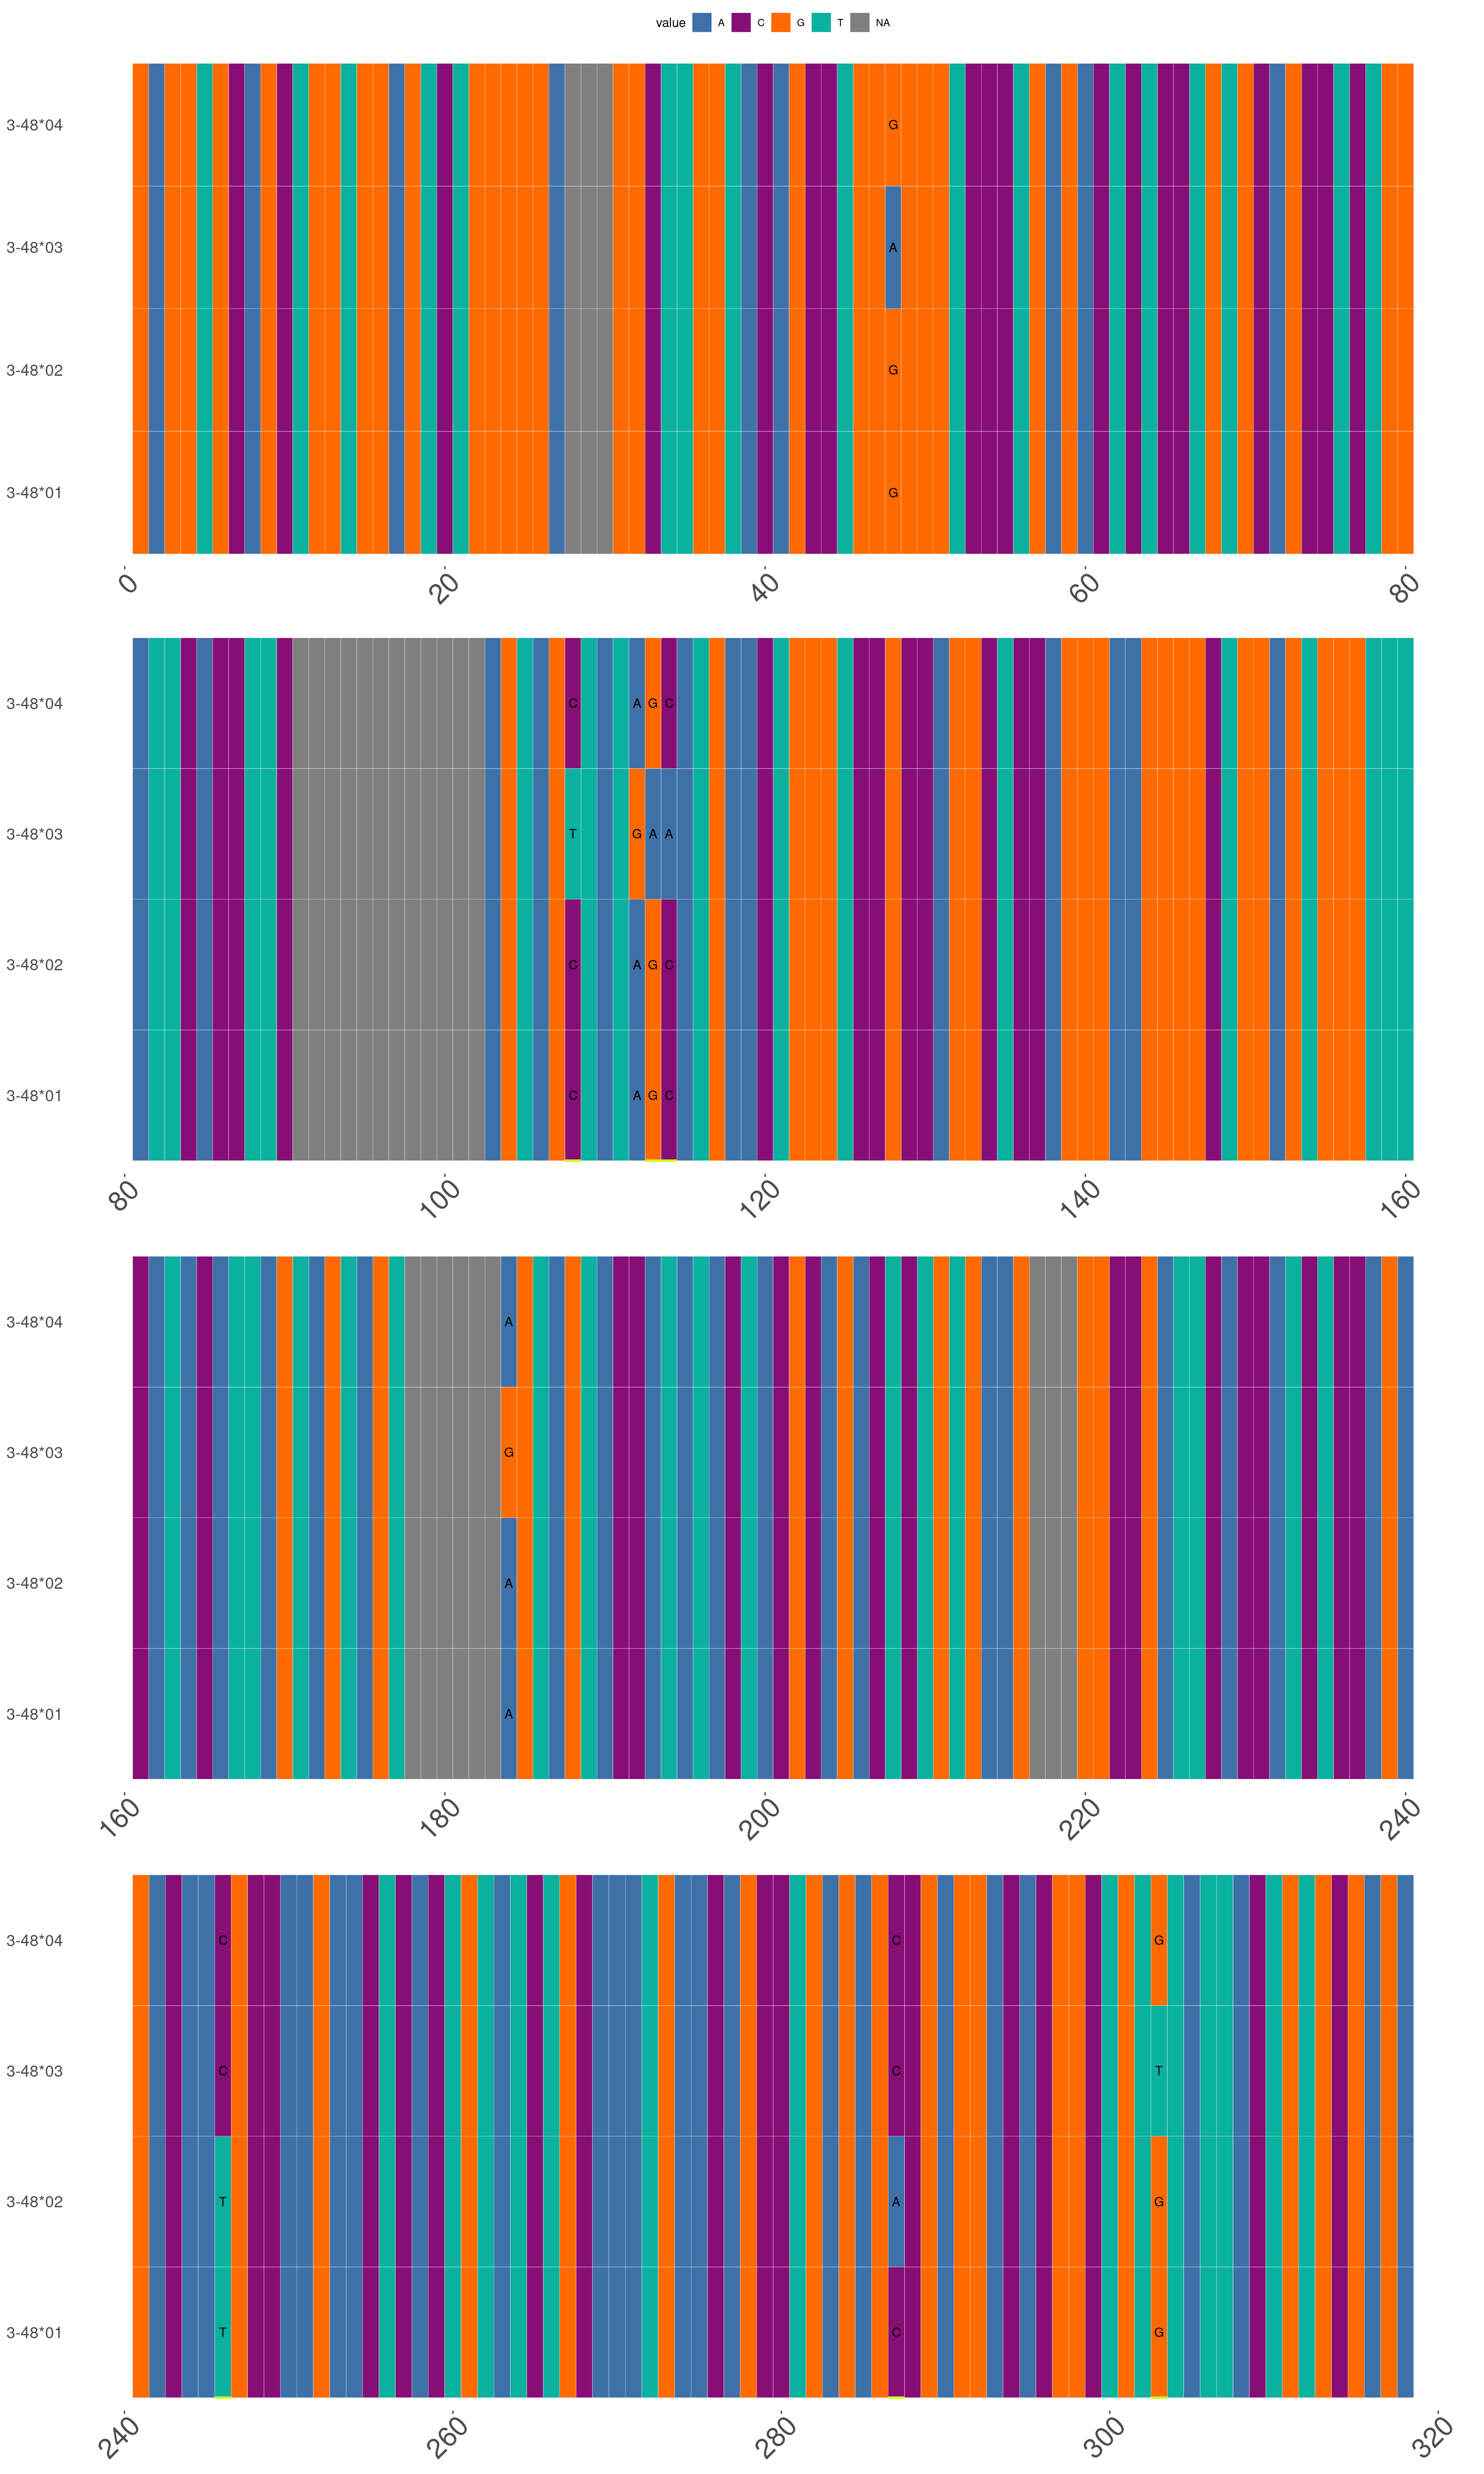 value A C G T NA
3-48*04 G
3-48*03 A
3-48*02 G
3-48*01 G
0 20 40 60 80
3-48*04 C A G C
3-48*03 T G A A
3-48*02 C A G C
3-48*01 C A G C
80 100 120 140 160
3-48*04 A
3-48*03 G
3-48*02 A
3-48*01 A
160 180 200 220 240
3-48*04 C C G
3-48*03 C C T
3-48*02 T A G
3-48*01 T C G
240 260 280 300 320